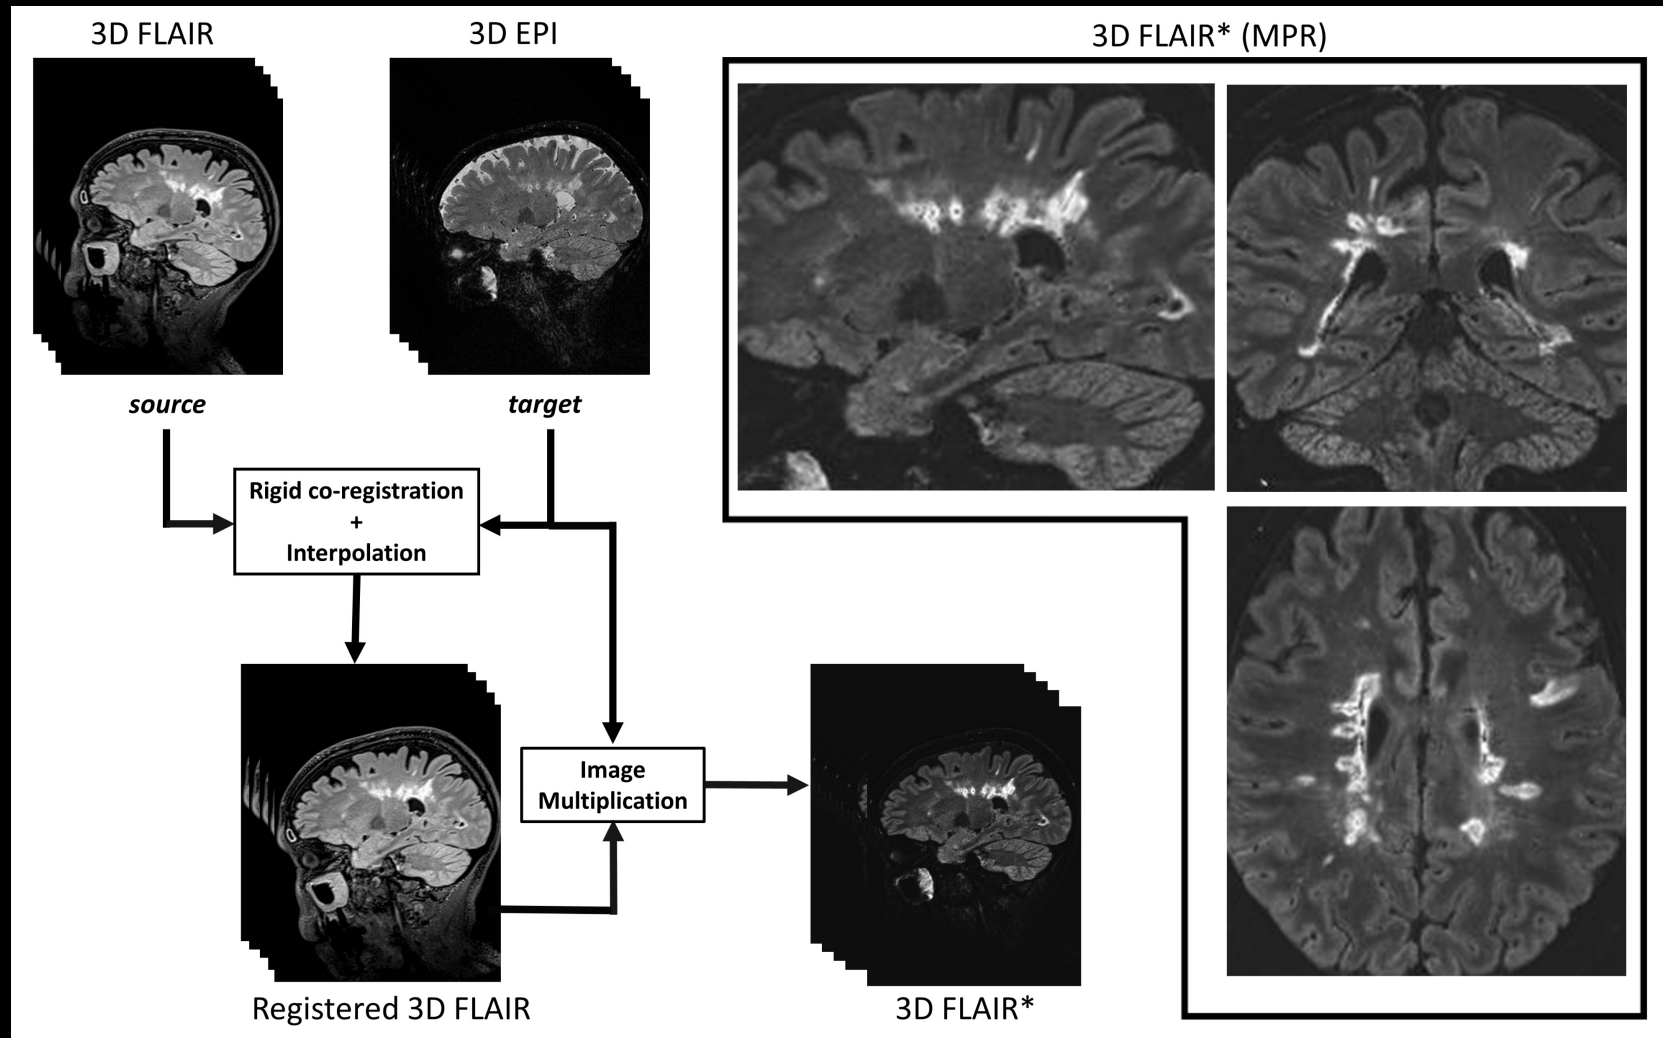 3D FLAIR
3D EPI
3D FLAIR* (MPR)
source
target
Rigid co-registration
+
Interpolation
Image
Multiplication
Registered 3D FLAIR
3D FLAIR*